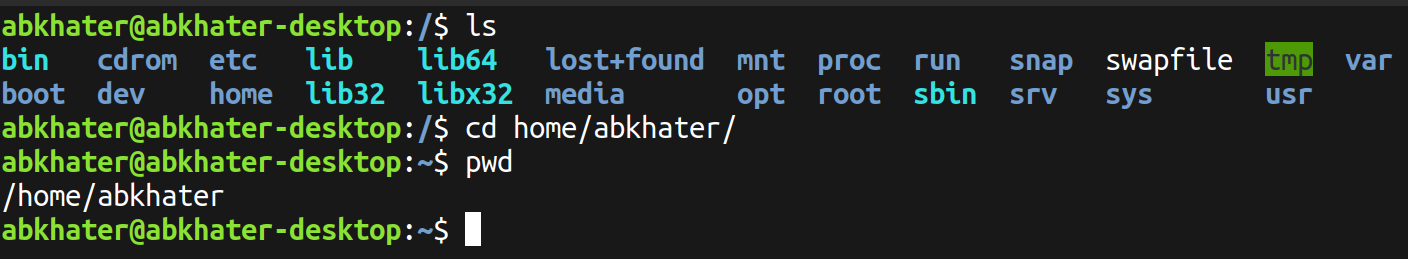 abkhater@abkhater-desktop:/$ ls
bin cdrom etc lib lib64 lost+found mnt proc run snap swapfile tmp var
boot dev home lib32 libx32 media opt root sbin srv sys usr
abkhater@abkhater-desktop:/$ cd home/abkhater/
abkhater@abkhater-desktop:~$ pwd
/home/abkhater
abkhater@abkhater-desktop:~$